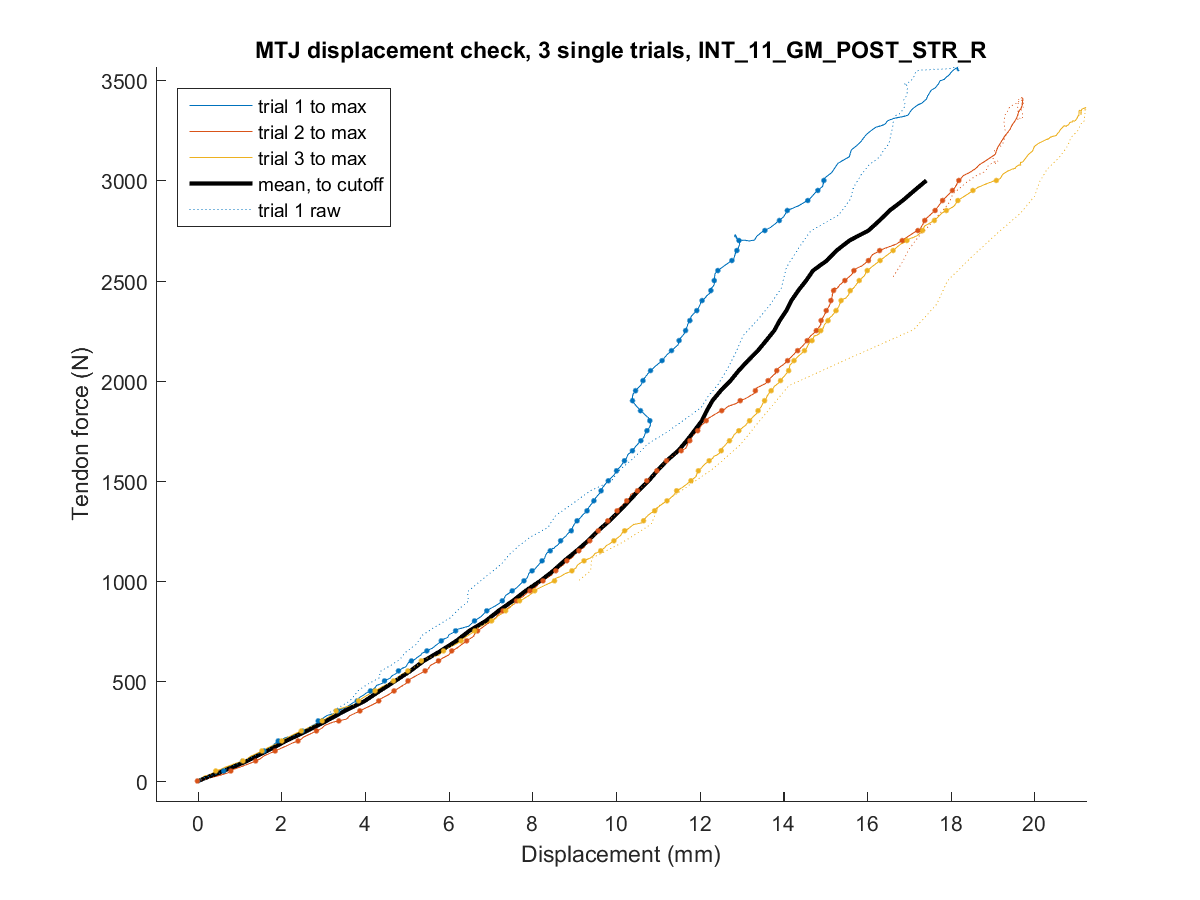 MTJ displacement check, 3 single trials, INT_11_GM_POST_STR_R
trial 1 to max
trial 2 to max
trial 3 to max
mean, to cutoff
trial 1 raw
3500
3000
2500
2000
1500
1000
500
0
Tendon force (N)
0 2 4 6 8 10 12 14 16 18 20
Displacement (mm)